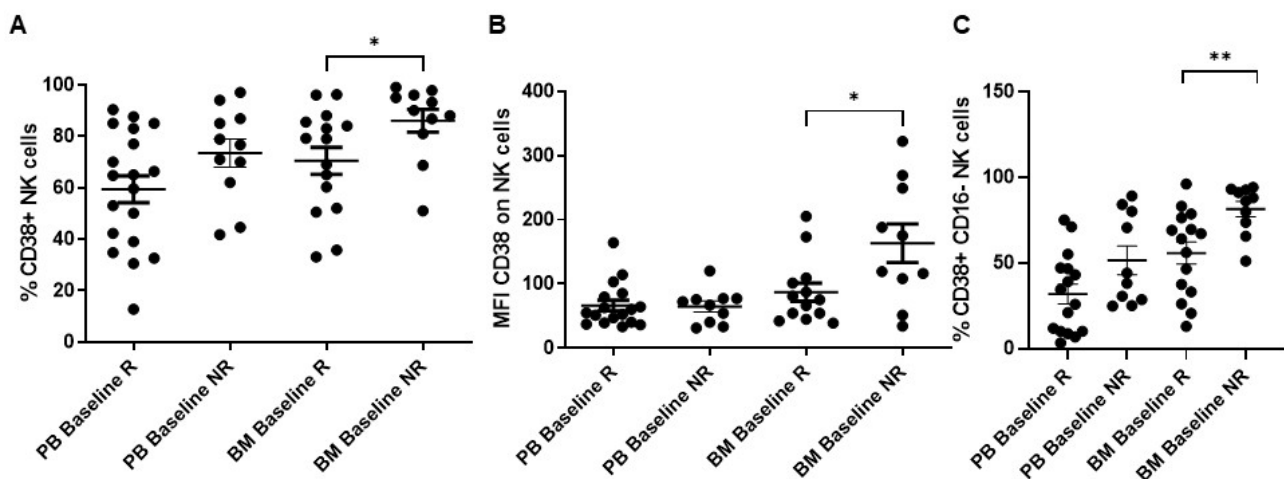 A
% CD38+ NK cells
100
80
60
40
20
0
*
PB Baseline R
PB Baseline NR
BM Baseline R
BM Baseline NR
B
MFI CD38 on NK cells
400
300
200
100
0
*
PB Baseline R
PB Baseline NR
BM Baseline R
BM Baseline NR
C
% CD38+ CD16- NK cells
150
100
50
0
**
PB Baseline R
PB Baseline NR
BM Baseline R
BM Baseline NR